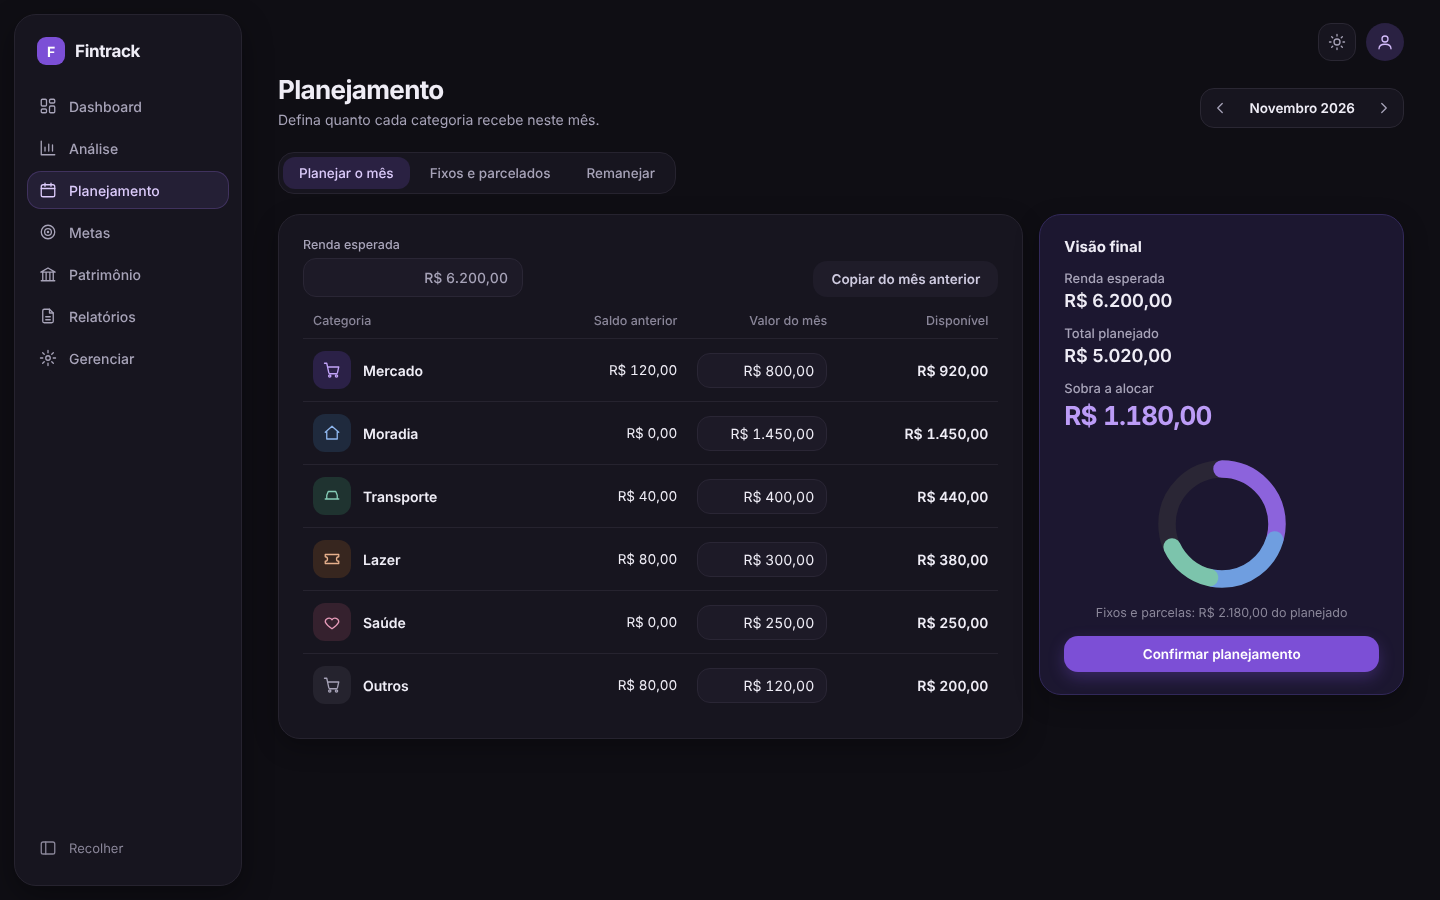 F Fintrack
Dashboard
Análise
Planejamento
Metas
Patrimônio
Relatórios
Gerenciar
Recolher
Planejamento
Defina quanto cada categoria recebe neste mês.
Novembro 2026
Planejar o mês Fixos e parcelados Remanejar
Renda esperada
R$ 6.200,00
Copiar do mês anterior
Categoria Saldo anterior Valor do mês Disponível
Mercado R$ 120,00 R$ 800,00 R$ 920,00
Moradia R$ 0,00 R$ 1.450,00 R$ 1.450,00
Transporte R$ 40,00 R$ 400,00 R$ 440,00
Lazer R$ 80,00 R$ 300,00 R$ 380,00
Saúde R$ 0,00 R$ 250,00 R$ 250,00
Outros R$ 80,00 R$ 120,00 R$ 200,00
Visão final
Renda esperada
R$ 6.200,00
Total planejado
R$ 5.020,00
Sobra a alocar
R$ 1.180,00
Fixos e parcelas: R$ 2.180,00 do planejado
Confirmar planejamento